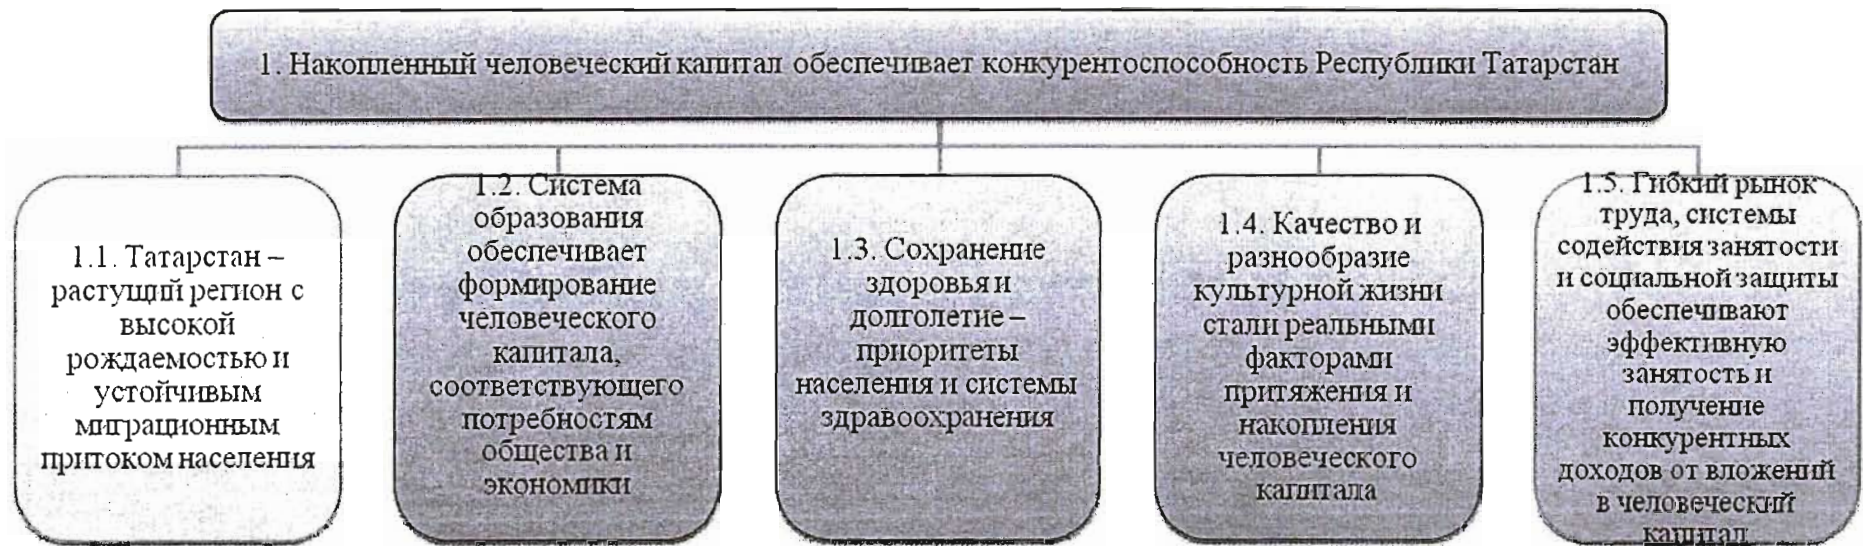 1. Накопленный человеческий капитал обеспечивает конкурентоспособность Республики Татарстан
1.1. Татарстан –
растущий регион с
высокой
рождаемостью и
устойчивым
миграционным
притоком населения
1.2. Система
образования
обеспечивает
формирование
человеческого
капитала,
соответствующего
потребностям
общества и
экономики
1.3. Сохранение
здоровья и
долголетие –
приоритеты
населения и системы
здравоохранения
1.4. Качество и
разнообразие
культурной жизни
стали реальными
факторами
притяжения и
накопления
человеческого
капитала
1.5. Гибкий рынок
труда, системы
содействия занятости
и социальной защиты
обеспечивают
эффективную
занятость и
получение
конкурентных
доходов от вложений
в человеческий
капитал